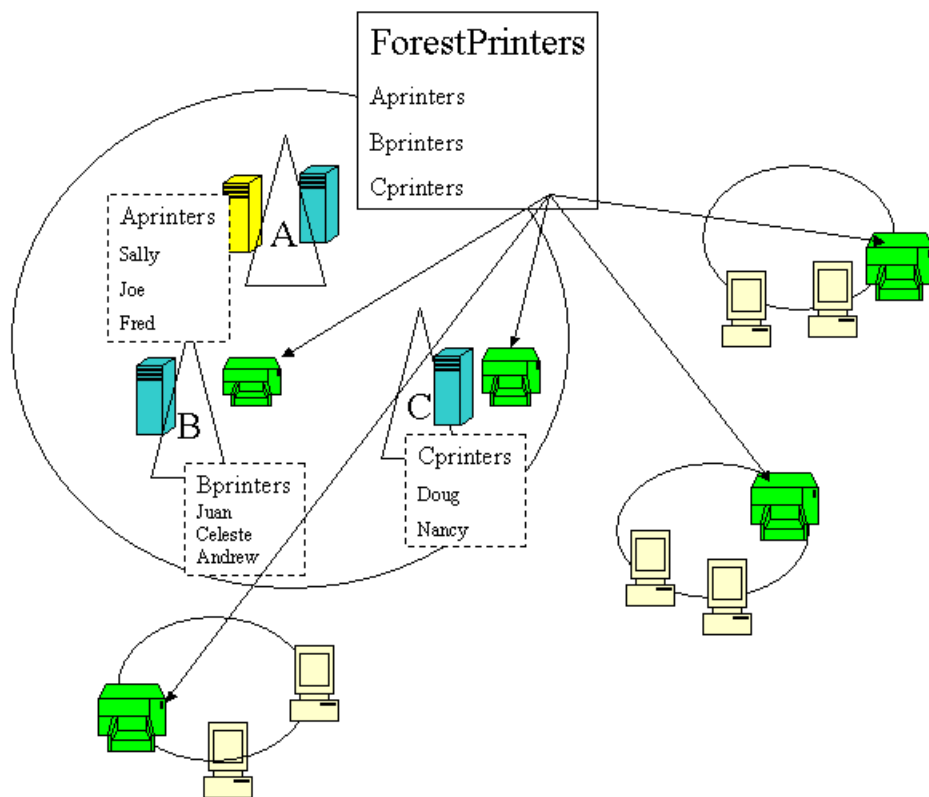 ForestPrinters
Aprinters
Bprinters
Cprinters
A
Aprinters
Sally
Joe
Fred
B
Bprinters
Juan
Celeste
Andrew
C
Cprinters
Doug
Nancy